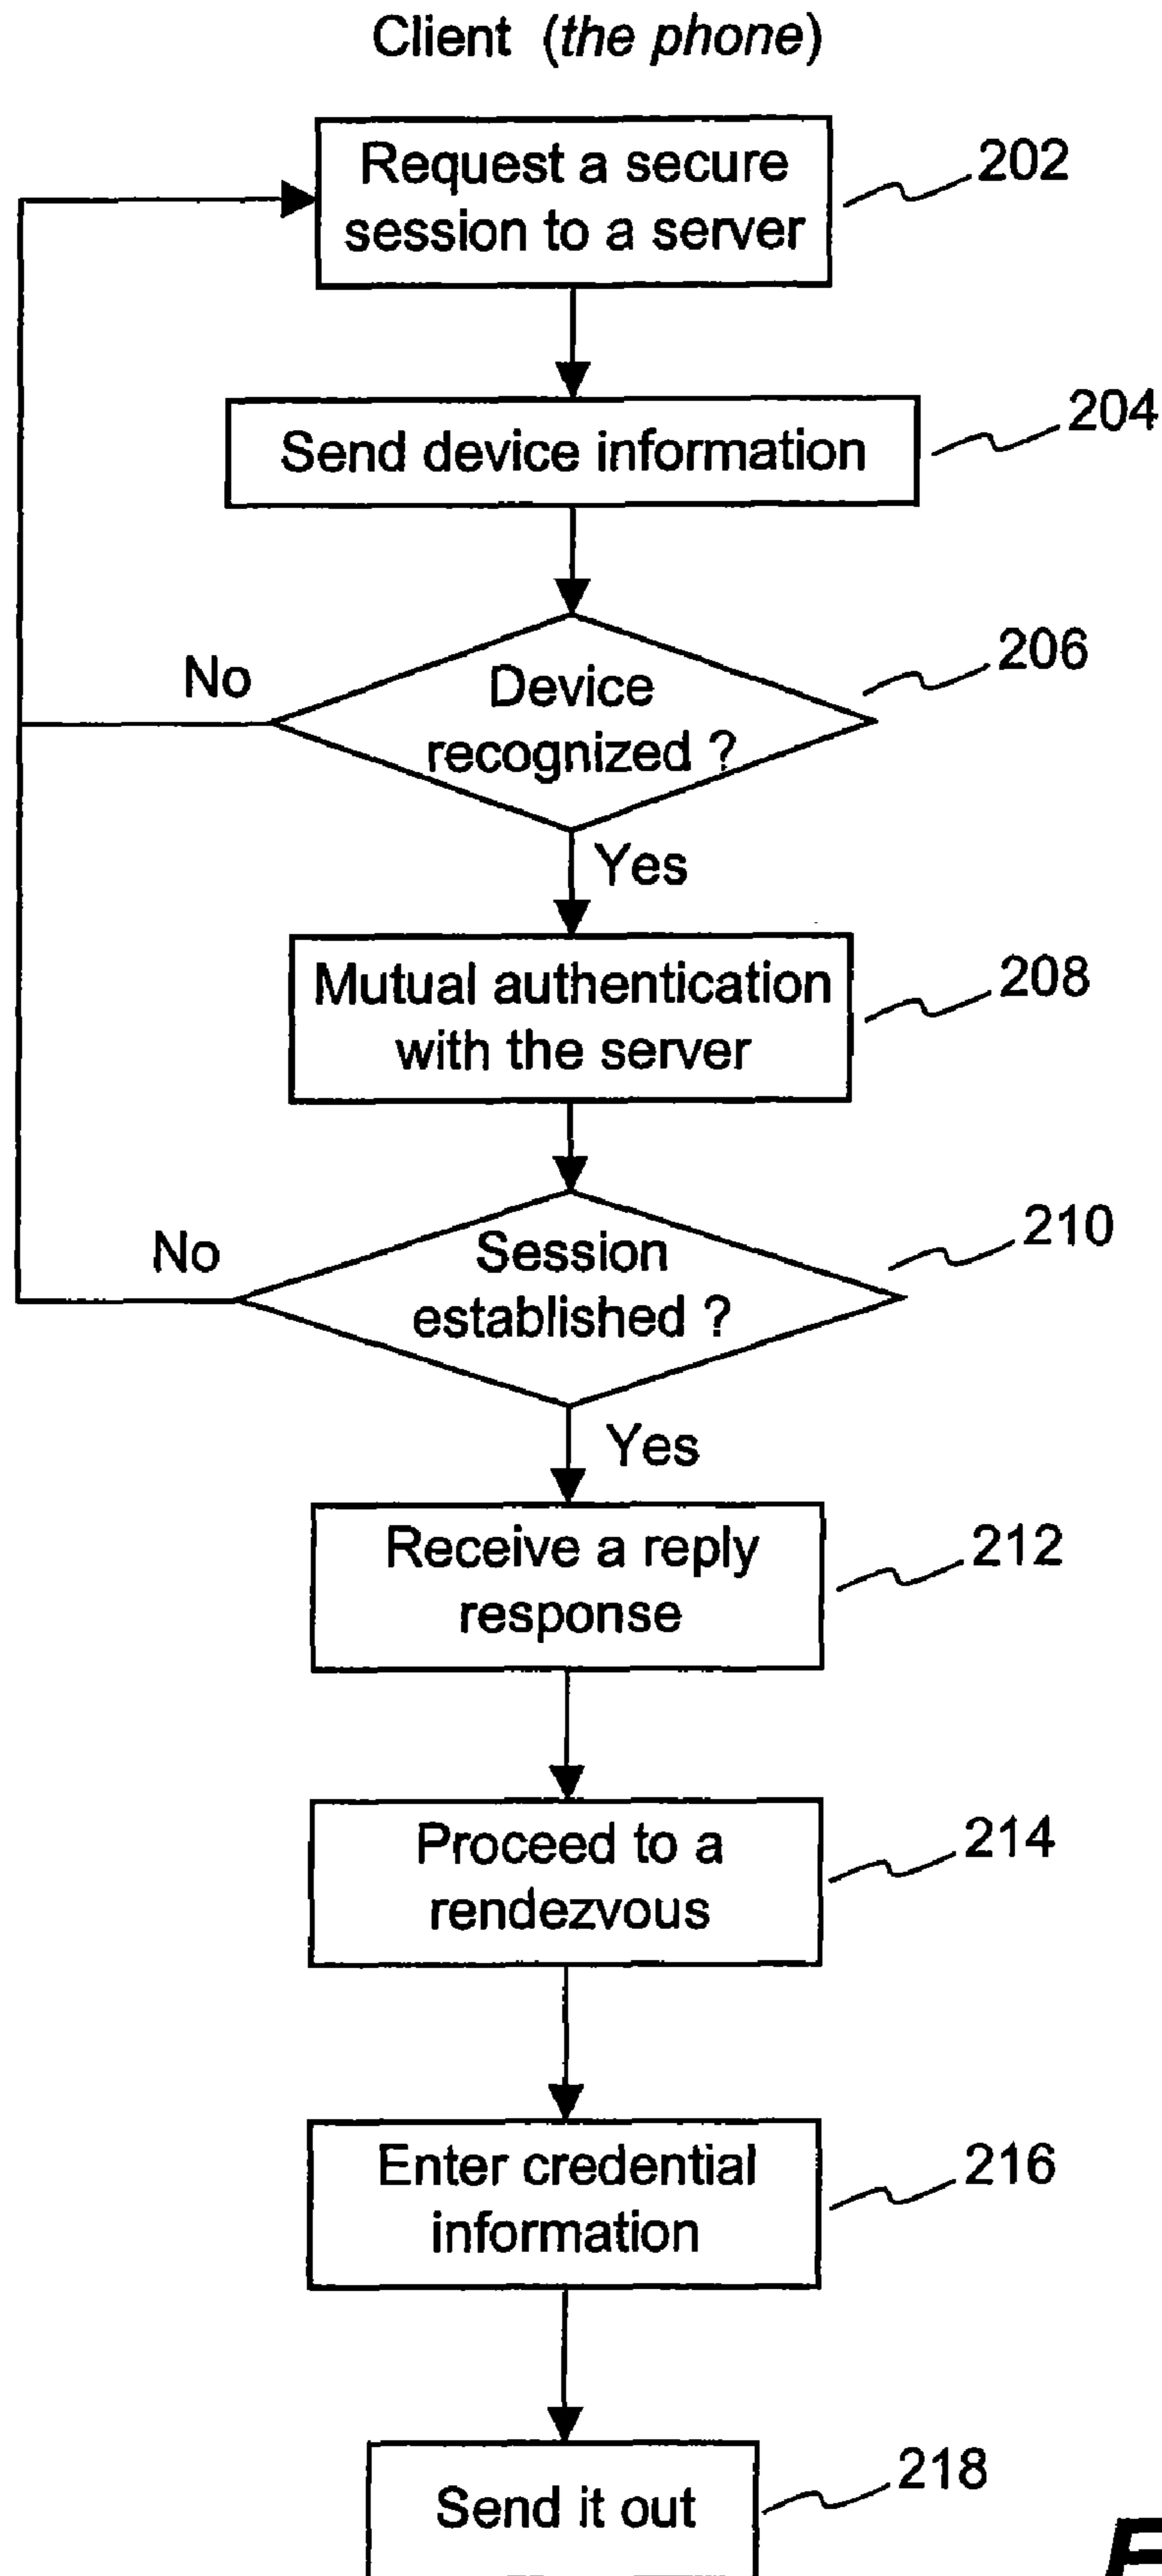 Client (the phone)
Request a secure
session to a server
202
Send device information
204
Device
recognized ?
206
No
Yes
Mutual authentication
with the server
208
Session
established ?
210
No
Yes
Receive a reply
response
212
Proceed to a
rendezvous
214
Enter credential
information
216
Send it out
218